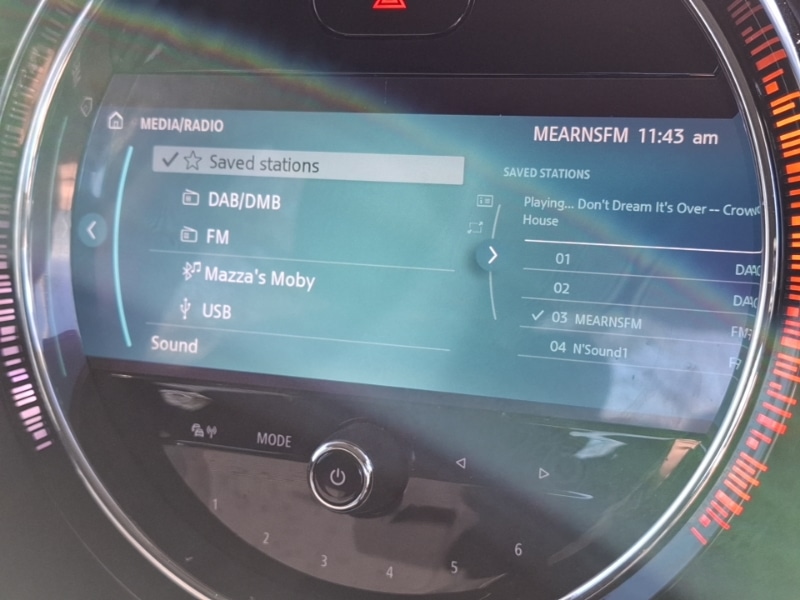 MEDIA/RADIO
MEARNSFM 11:43 am
Saved stations
DAB/DMB
FM
Mazza's Moby
USB
Sound
SAVED STATIONS
Playing... Don't Dream It's Over -- Crow
House
01
02
03 MEARNSFM FM
04 N'Sound1
MODE
1
2
3
4
5
6